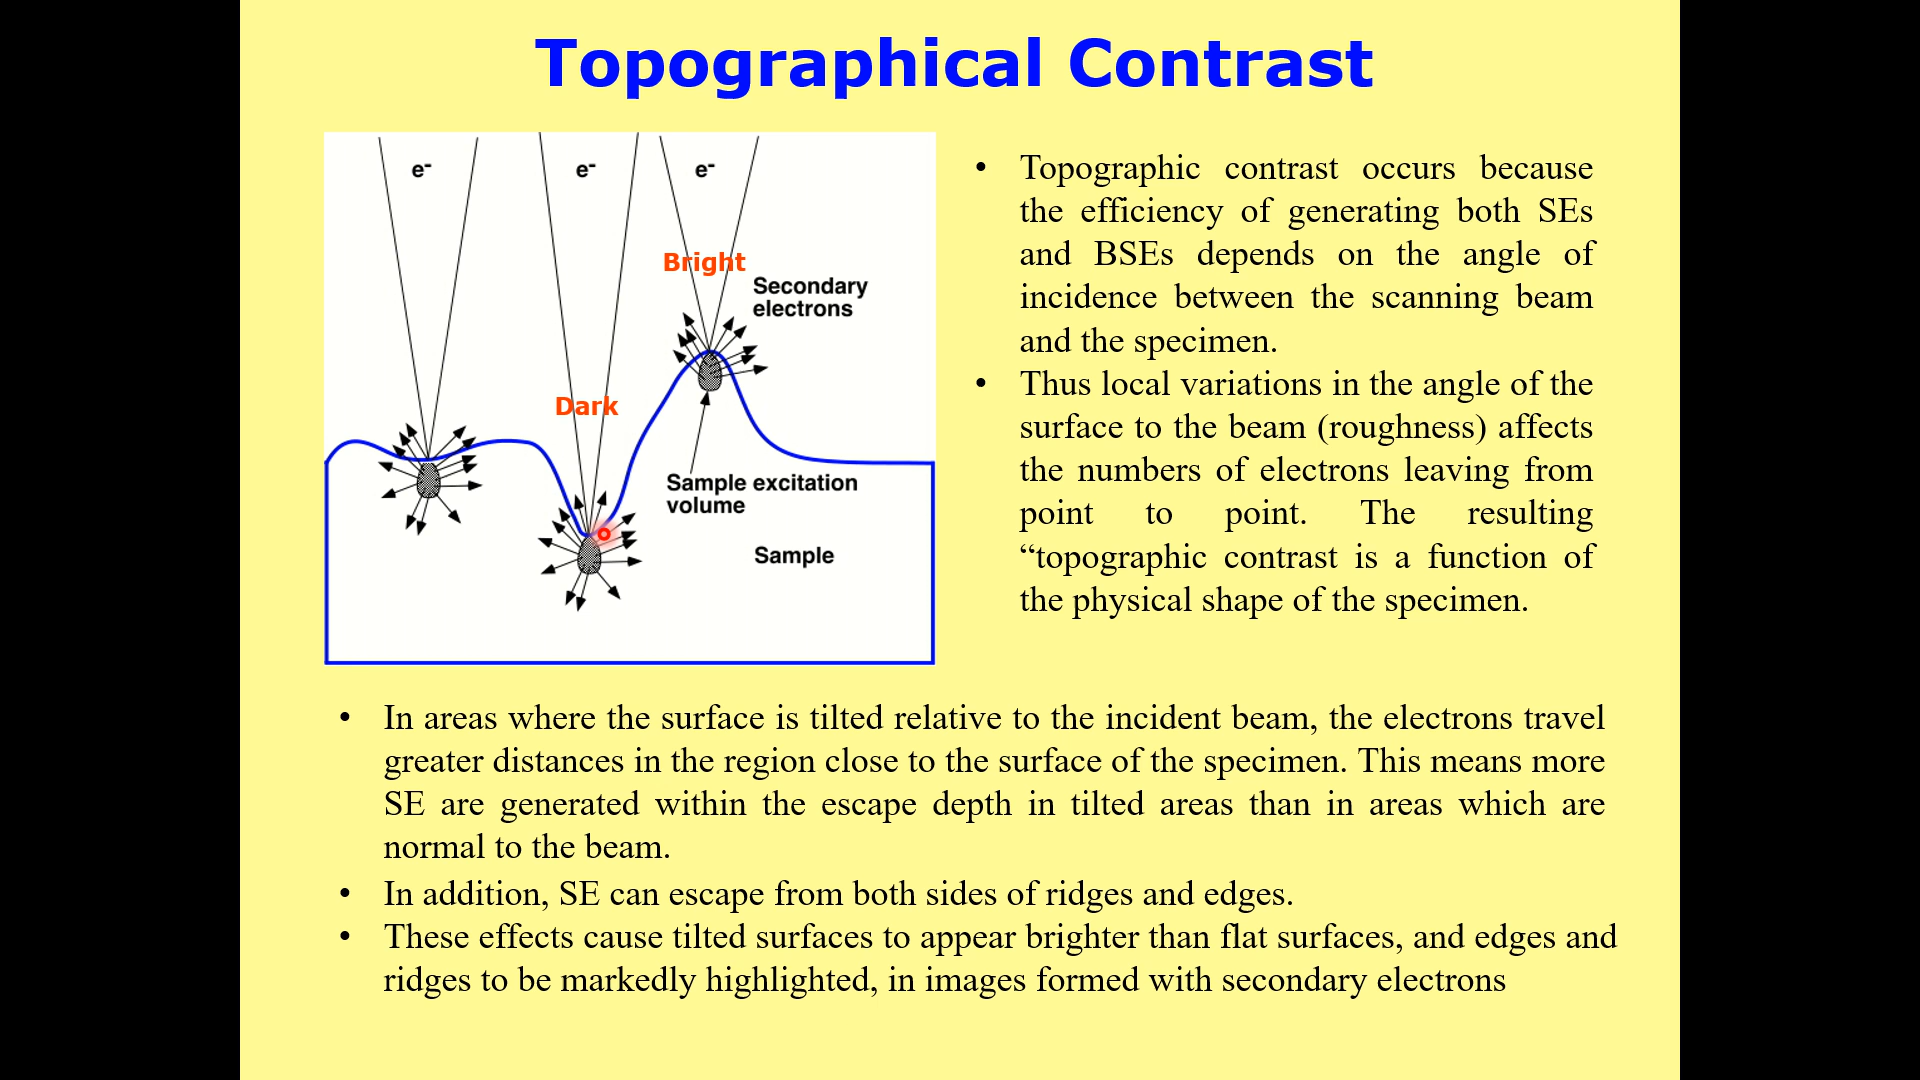 Topographical Contrast
e-
e-
e-
Bright
Secondary
electrons
Dark
Sample excitation
volume
Sample
• Topographic contrast occurs because
the efficiency of generating both SEs
and BSEs depends on the angle of
incidence between the scanning beam
and the specimen.
• Thus local variations in the angle of the
surface to the beam (roughness) affects
the numbers of electrons leaving from
point to point. The resulting
“topographic contrast is a function of
the physical shape of the specimen.
• In areas where the surface is tilted relative to the incident beam, the electrons travel
greater distances in the region close to the surface of the specimen. This means more
SE are generated within the escape depth in tilted areas than in areas which are
normal to the beam.
• In addition, SE can escape from both sides of ridges and edges.
• These effects cause tilted surfaces to appear brighter than flat surfaces, and edges and
ridges to be markedly highlighted, in images formed with secondary electrons